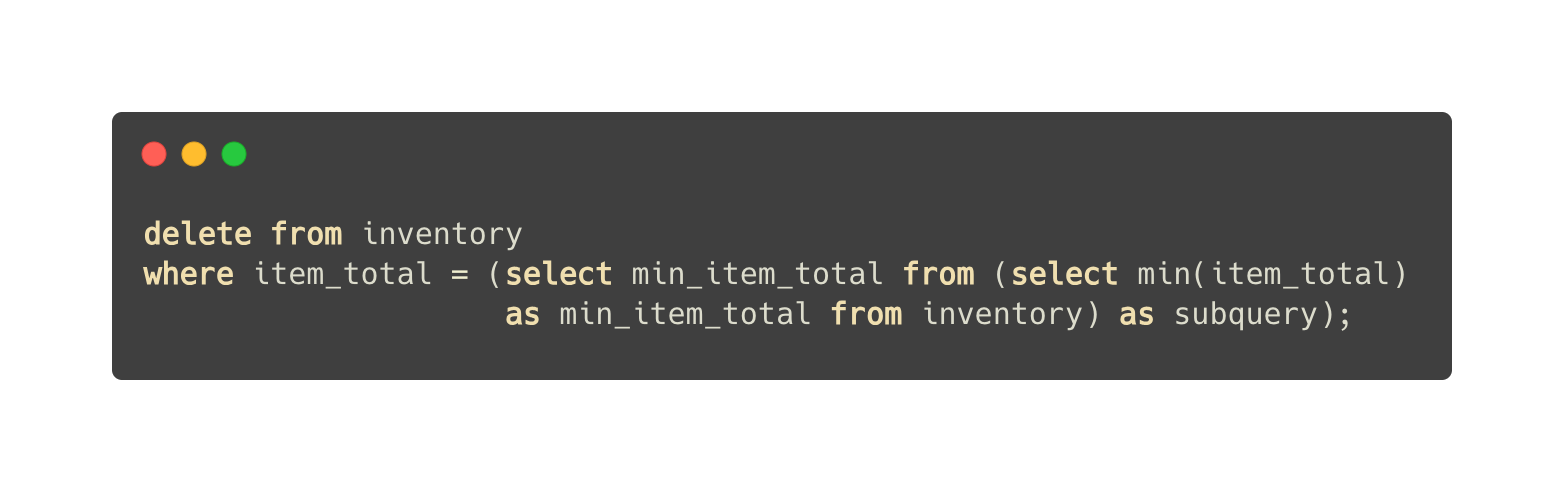 delete from inventory
where item_total = (select min_item_total from (select min(item_total)
as min_item_total from inventory) as subquery);